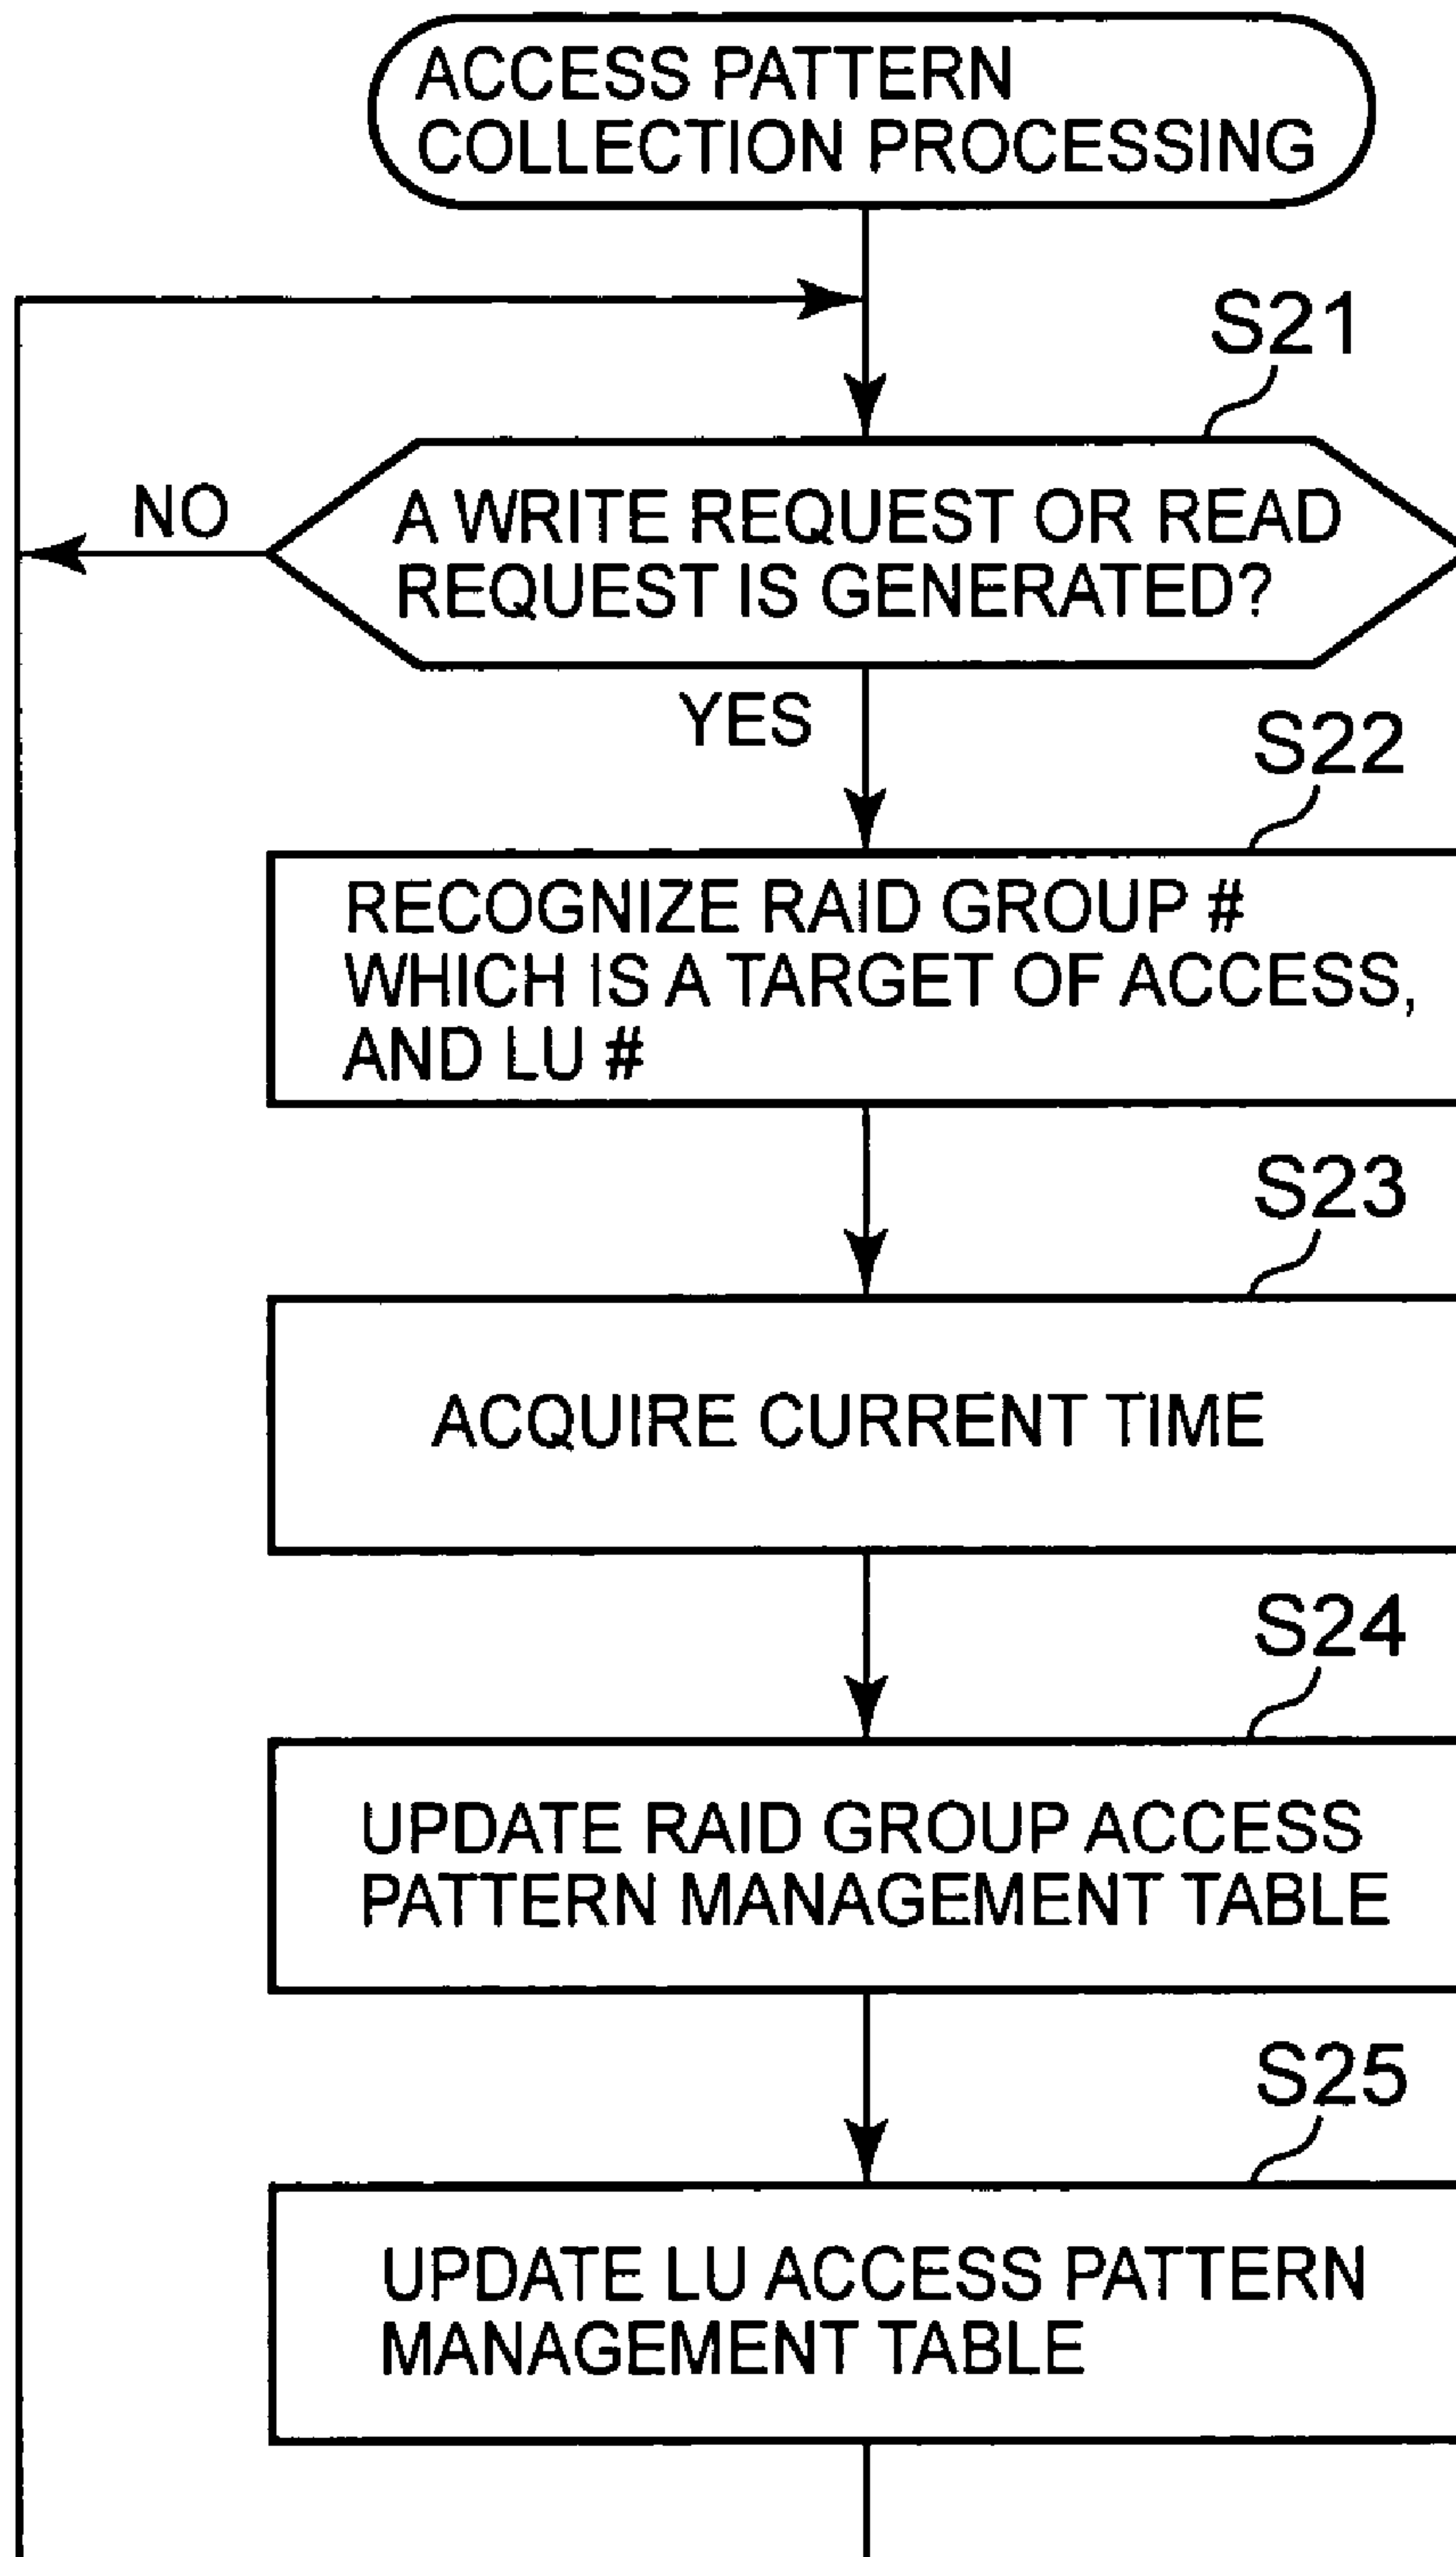 ACCESS PATTERN
COLLECTION PROCESSING
S21
NO
A WRITE REQUEST OR READ
REQUEST IS GENERATED?
YES
S22
RECOGNIZE RAID GROUP #
WHICH IS A TARGET OF ACCESS,
AND LU #
S23
ACQUIRE CURRENT TIME
S24
UPDATE RAID GROUP ACCESS
PATTERN MANAGEMENT TABLE
S25
UPDATE LU ACCESS PATTERN
MANAGEMENT TABLE